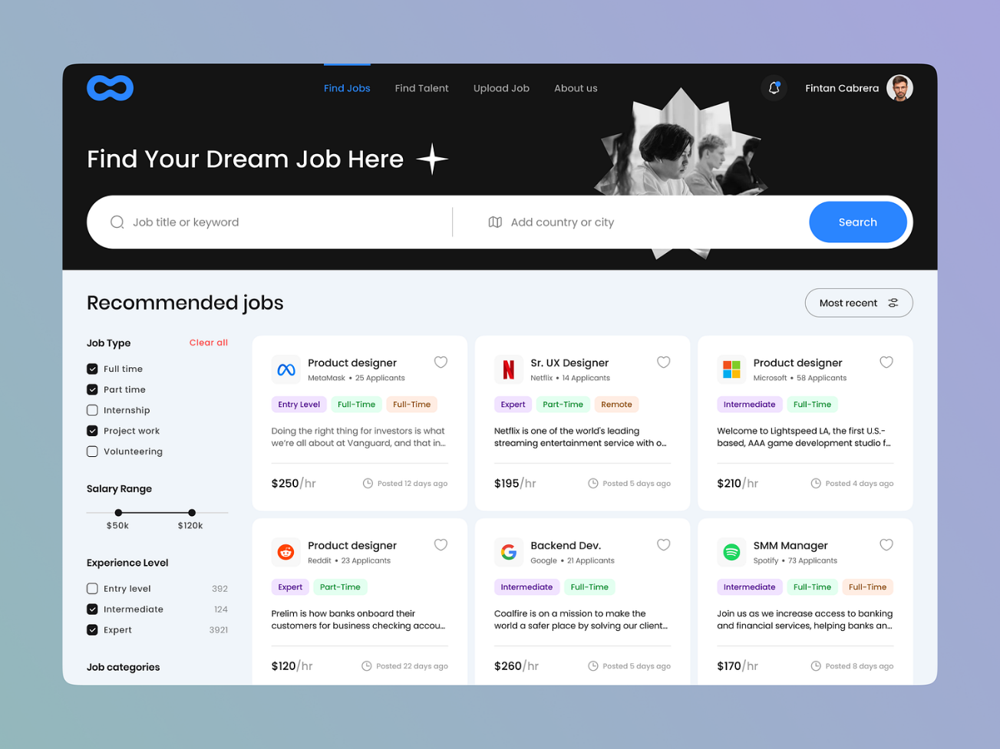 Find Jobs
Find Talent
Upload Job
About us
Fintan Cabrera
Find Your Dream Job Here
Job title or keyword
Add country or city
Search
Recommended jobs
Most recent
Job Type
Clear all
Full time
Part time
Internship
Project work
Volunteering
Salary Range
$50k
$120k
Experience Level
Entry level 392
Intermediate 124
Expert 3921
Job categories
Product designer
MetaMask • 25 Applicants
Entry Level Full-Time Full-Time
Doing the right thing for investors is what
we're all about at Vanguard, and that in...
$250/hr
Posted 12 days ago
Sr. UX Designer
Netflix • 14 Applicants
Expert Part-Time Remote
Netflix is one of the world's leading
streaming entertainment service with o...
$195/hr
Posted 5 days ago
Product designer
Microsoft • 58 Applicants
Intermediate Full-Time
Welcome to Lightspeed LA, the first U.S.-
based, AAA game development studio f...
$210/hr
Posted 4 days ago
Product designer
Reddit • 23 Applicants
Expert Part-Time
Prelim is how banks onboard their
customers for business checking accou...
$120/hr
Posted 22 days ago
Backend Dev.
Google • 21 Applicants
Intermediate Full-Time
Coalfire is on a mission to make the
world a safer place by solving our client...
$260/hr
Posted 5 days ago
SMM Manager
Spotify • 73 Applicants
Intermediate Full-Time Full-Time
Join us as we increase access to banking
and financial services, helping banks an...
$170/hr
Posted 8 days ago